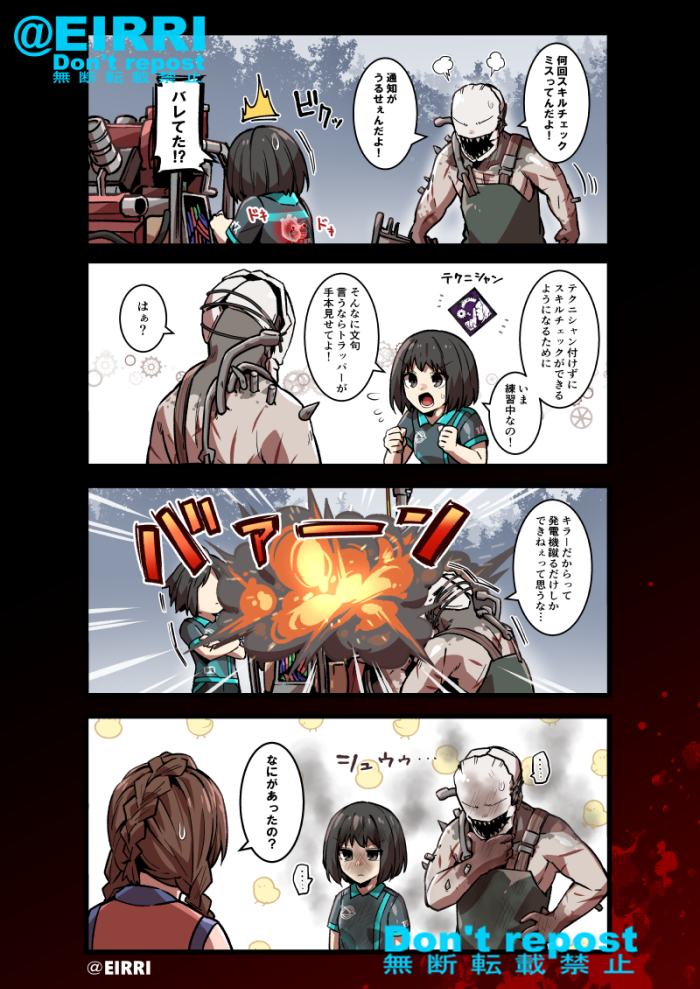 @EIRRI
Don't repost
無断転載禁止
何回スキルチェック
ミスってんだよ！
通知が
うるせぇんだよ！
ビクッ
バレてた!?
ドキ
ドキ
テクニシャン付けずに
スキルチェックができる
ようになるために
いま
練習中なの！
テクニシャン
そんなに文句
言うならトラッパーが
手本見せてよ！
はぁ？
キラーだからって
発電機蹴るだけしか
できねぇって思うな…
バァーン
シュウゥ…
……
……
なにがあったの？
@EIRRI
Don't repost
無断転載禁止